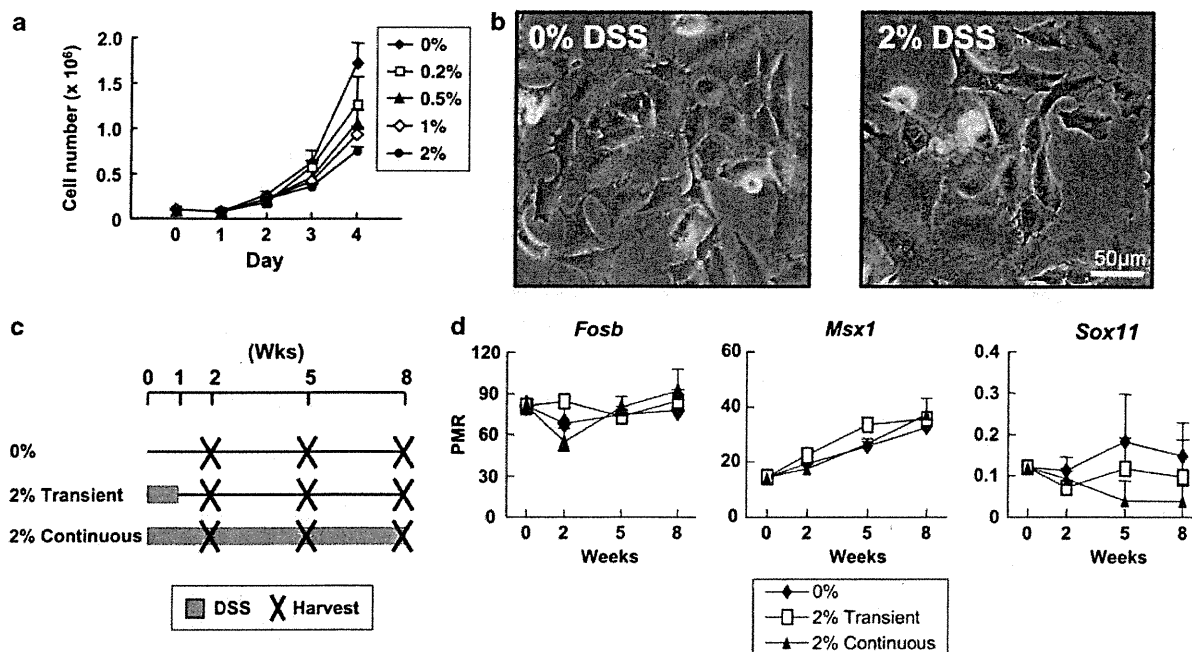 a
2.0
1.5
1.0
0.5
0
Cell number (x 10⁶)
0 1 2 3 4
Day
0%
0.2%
0.5%
1%
2%
b
0% DSS
2% DSS
50µm
c
(Wks)
0 1 2 5 8
0%
2% Transient
2% Continuous
DSS Harvest
d
Fosb
120
90
60
30
0
PMR
0 2 5 8
Weeks
Msx1
60
40
20
0
0 2 5 8
Weeks
Sox11
0.4
0.3
0.2
0.1
0
0 2 5 8
Weeks
0%
2% Transient
2% Continuous